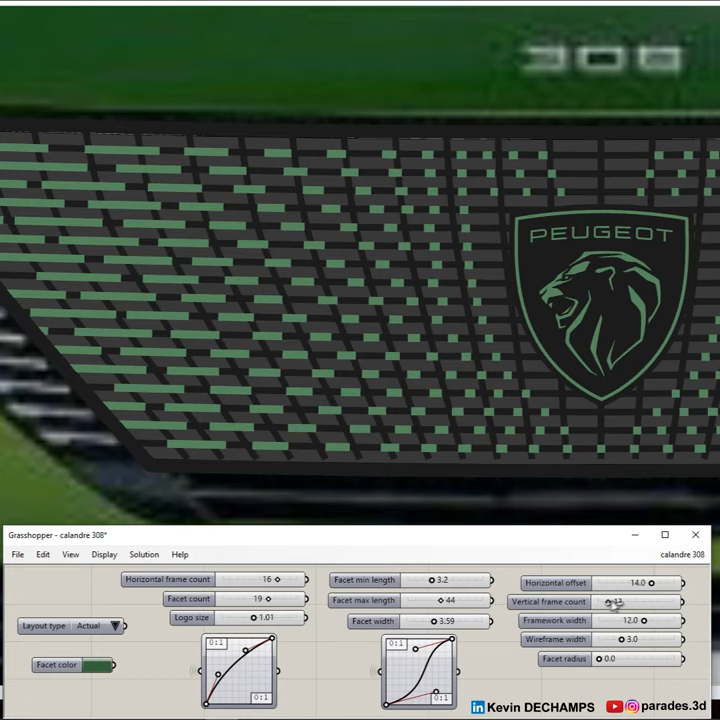 308
PEUGEOT
Grasshopper - calandre 308*
File Edit View Display Solution Help calandre 308
Horizontal frame count 16
Facet count 19
Logo size 1.01
Layout type Actual
Facet color
0:1
0:1
Facet min length 3.2
Facet max length 44
Facet width 3.59
0:1
0:1
Horizontal offset 14.0
Vertical frame count
Framework width 12.0
Wireframe width 3.0
Facet radius 0.0
in Kevin DECHAMPS parades.3d